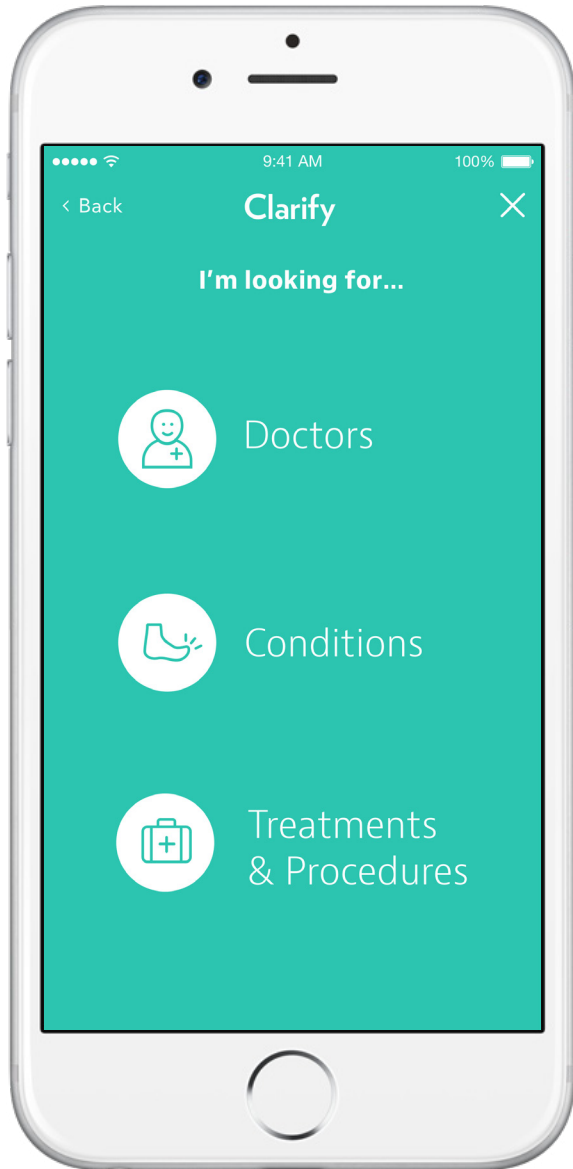 9:41 AM
100%
< Back
Clarify
I'm looking for...
Doctors
Conditions
Treatments
& Procedures